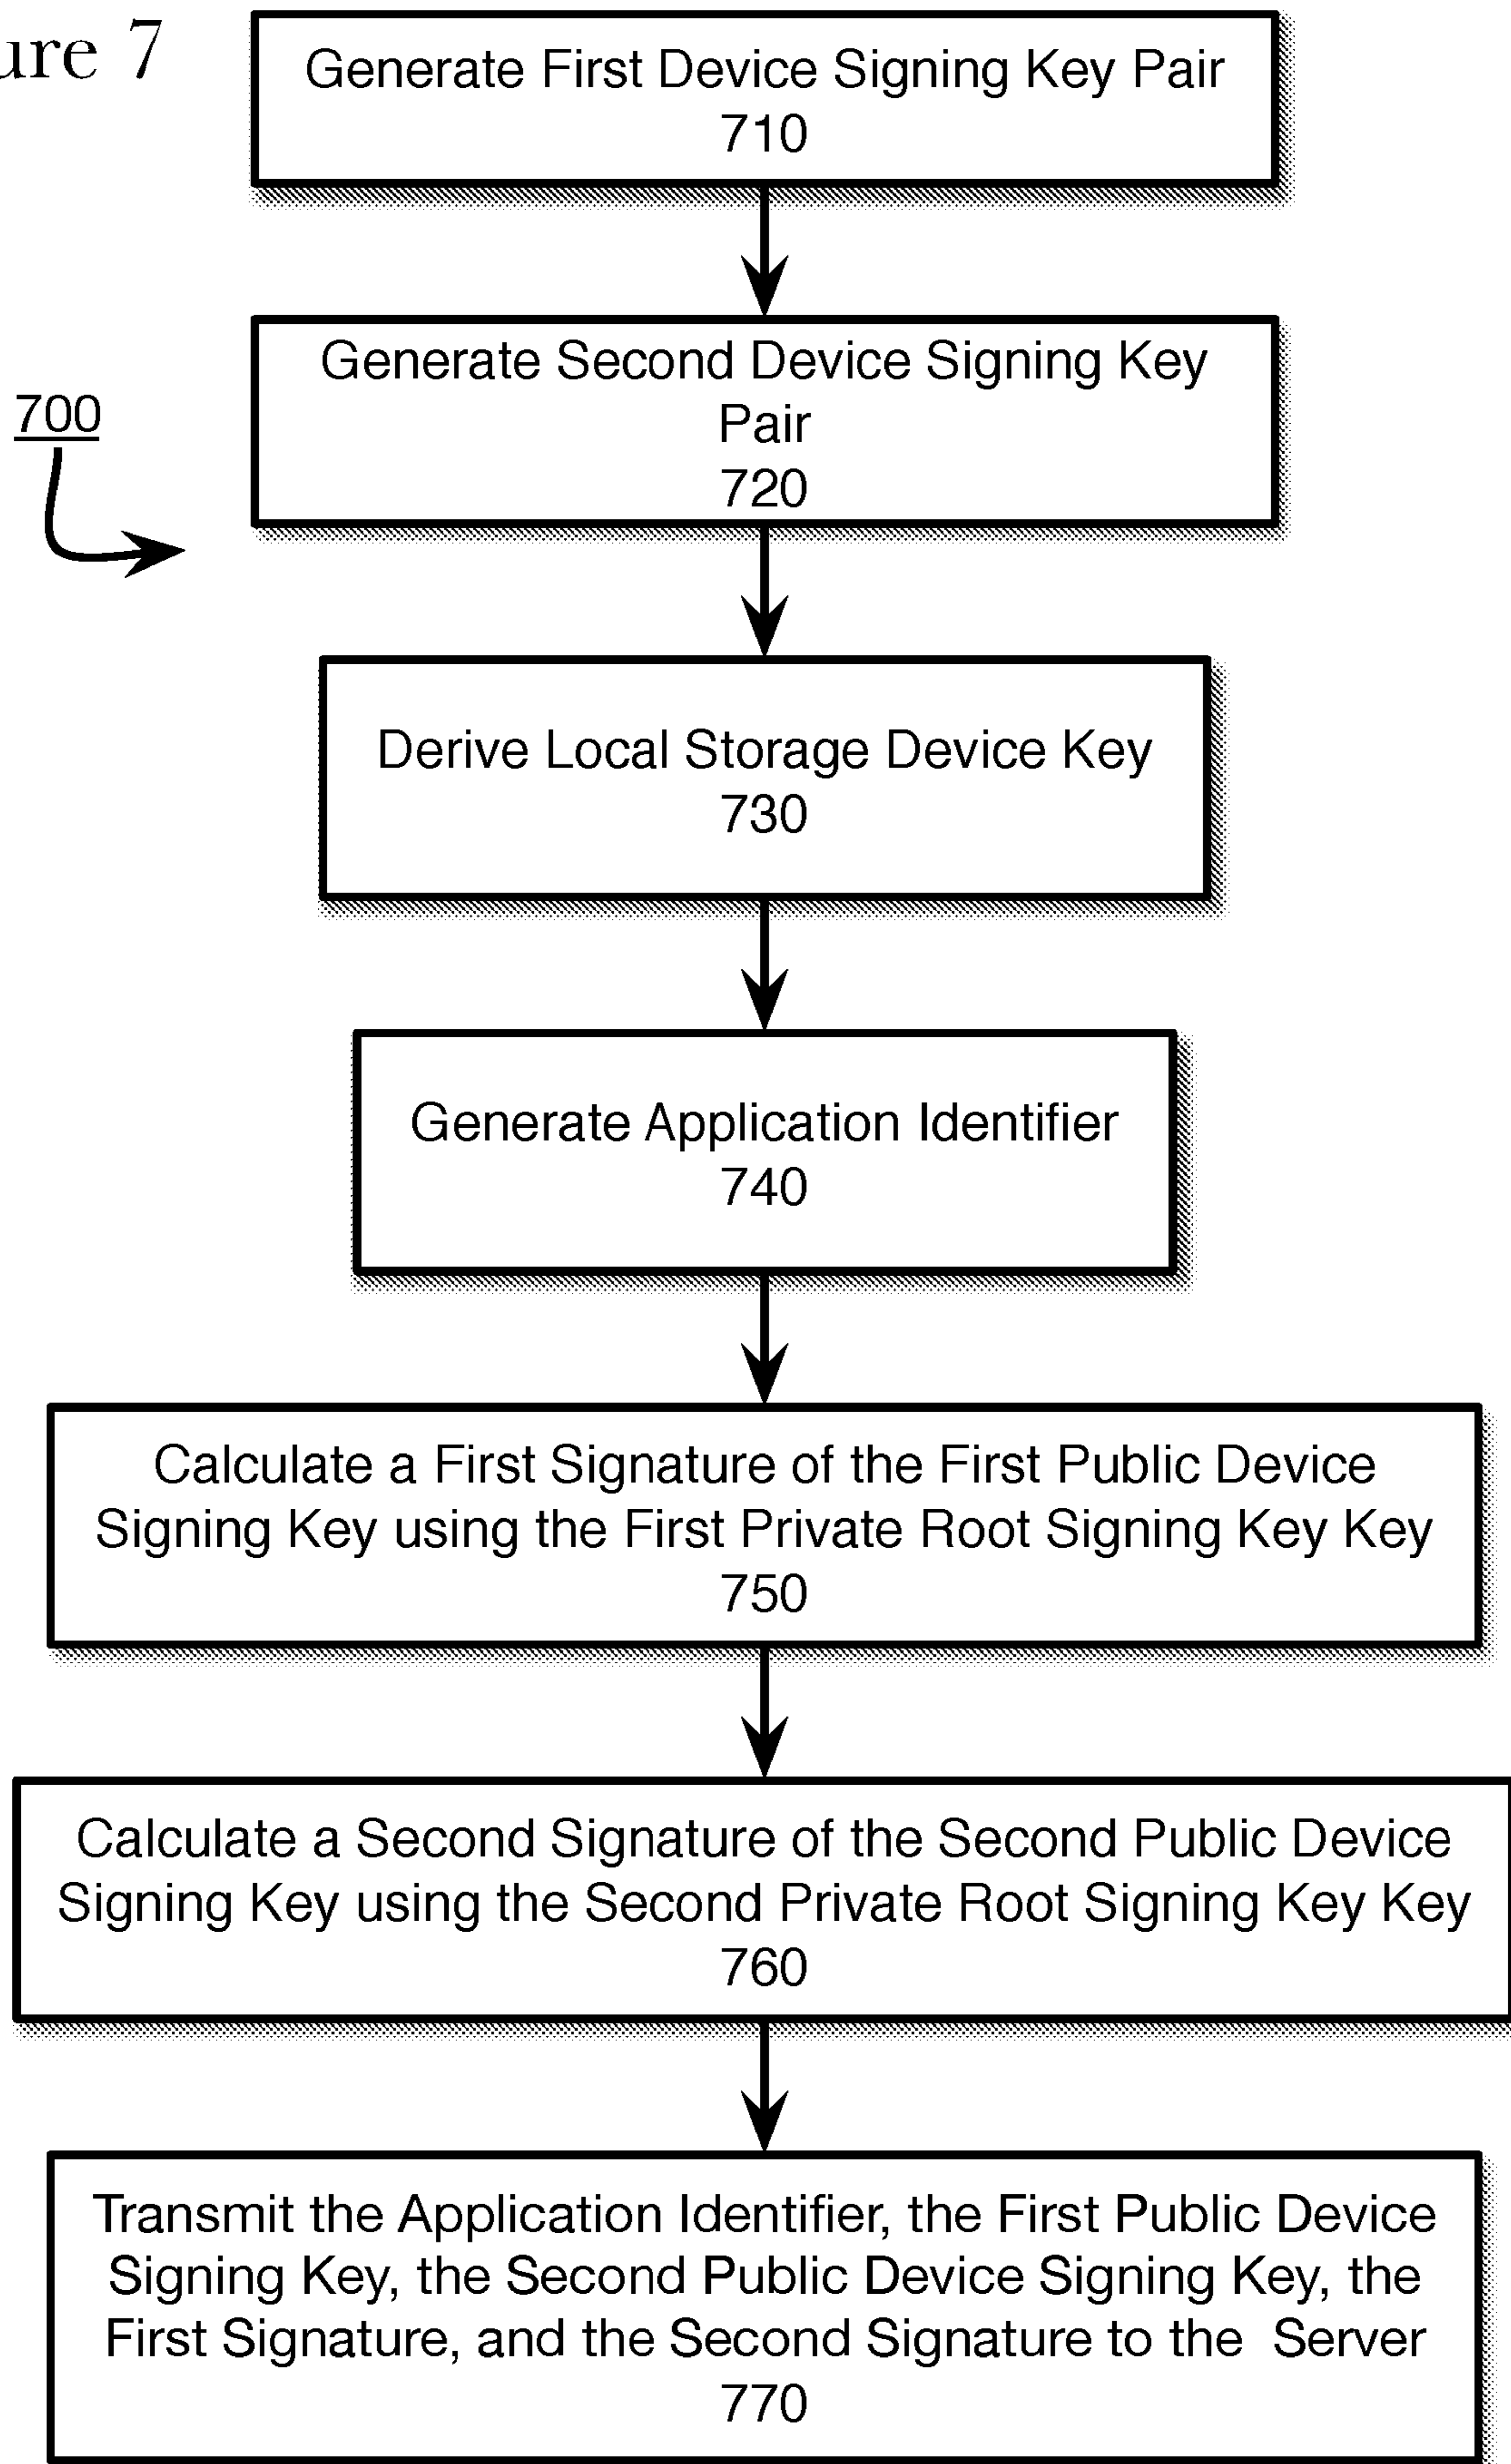 ure 7
Generate First Device Signing Key Pair
710
Generate Second Device Signing Key
Pair
720
700
Derive Local Storage Device Key
730
Generate Application Identifier
740
Calculate a First Signature of the First Public Device
Signing Key using the First Private Root Signing Key Key
750
Calculate a Second Signature of the Second Public Device
Signing Key using the Second Private Root Signing Key Key
760
Transmit the Application Identifier, the First Public Device
Signing Key, the Second Public Device Signing Key, the
First Signature, and the Second Signature to the  Server
770